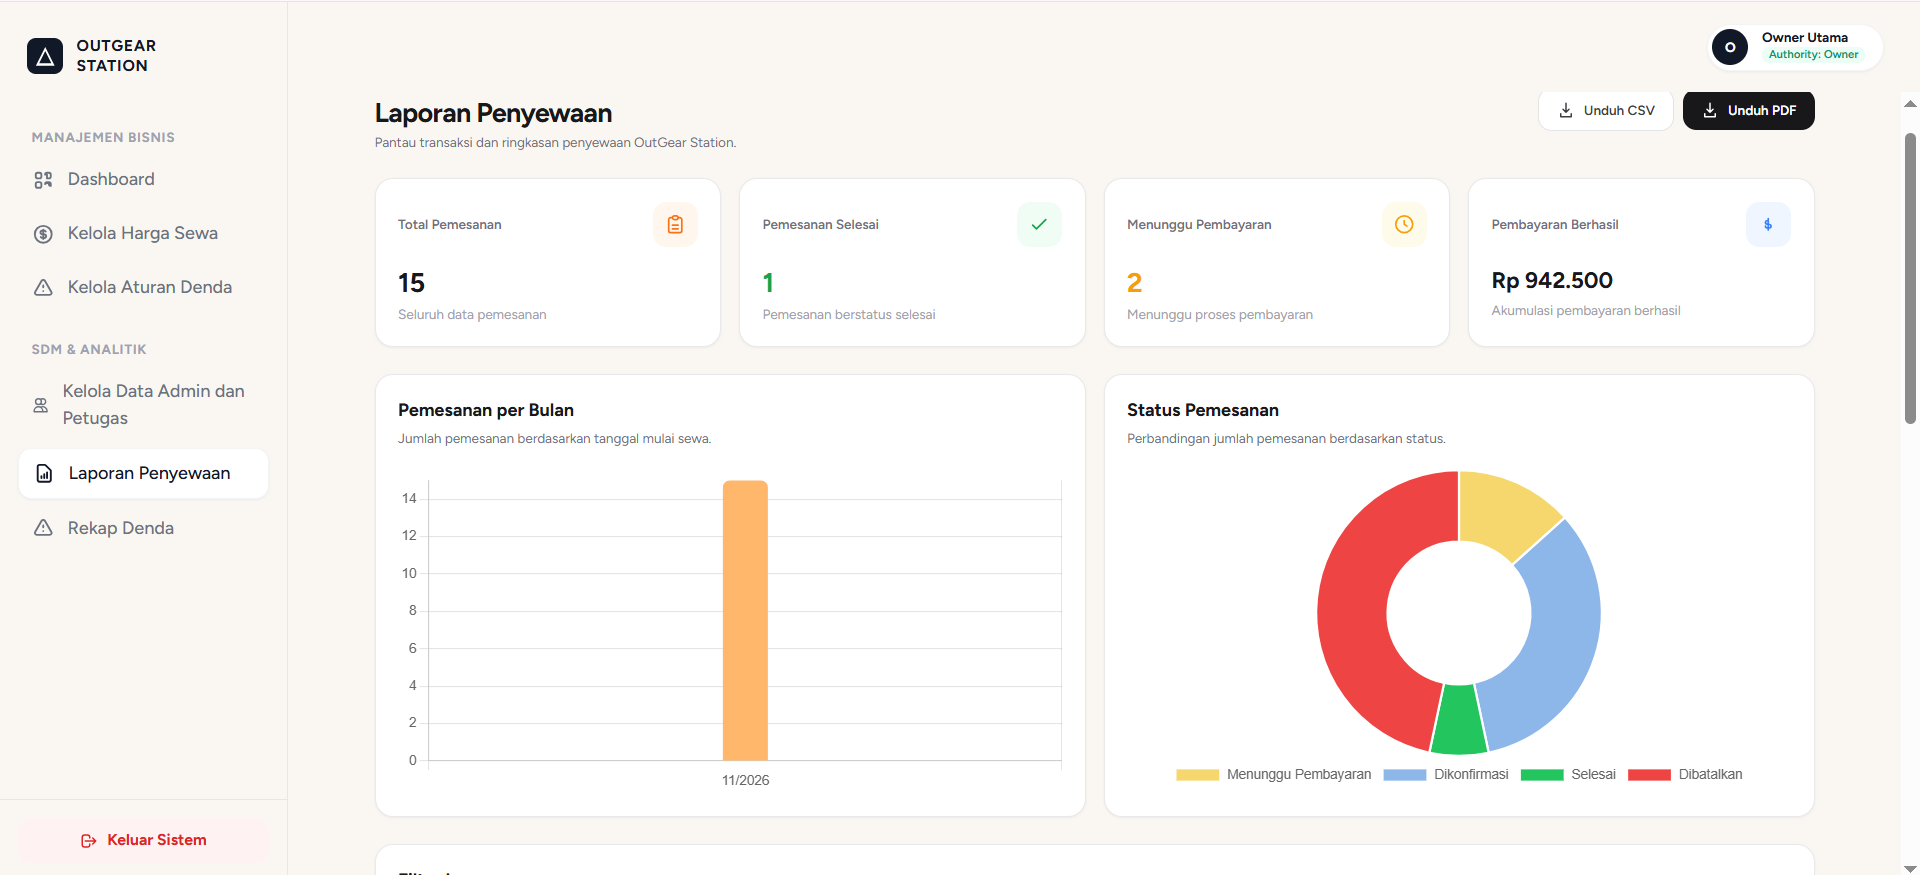 OUTGEAR
STATION
MANAJEMEN BISNIS
Dashboard
Kelola Harga Sewa
Kelola Aturan Denda
SDM & ANALITIK
Kelola Data Admin dan
Petugas
Laporan Penyewaan
Rekap Denda
Keluar Sistem
O
Owner Utama
Authority: Owner
Laporan Penyewaan
Pantau transaksi dan ringkasan penyewaan OutGear Station.
Unduh CSV
Unduh PDF
Total Pemesanan
15
Seluruh data pemesanan
Pemesanan Selesai
1
Pemesanan berstatus selesai
Menunggu Pembayaran
2
Menunggu proses pembayaran
Pembayaran Berhasil
$
Rp 942.500
Akumulasi pembayaran berhasil
Pemesanan per Bulan
Jumlah pemesanan berdasarkan tanggal mulai sewa.
14
12
10
8
6
4
2
0
11/2026
Status Pemesanan
Perbandingan jumlah pemesanan berdasarkan status.
Menunggu Pembayaran
Dikonfirmasi
Selesai
Dibatalkan